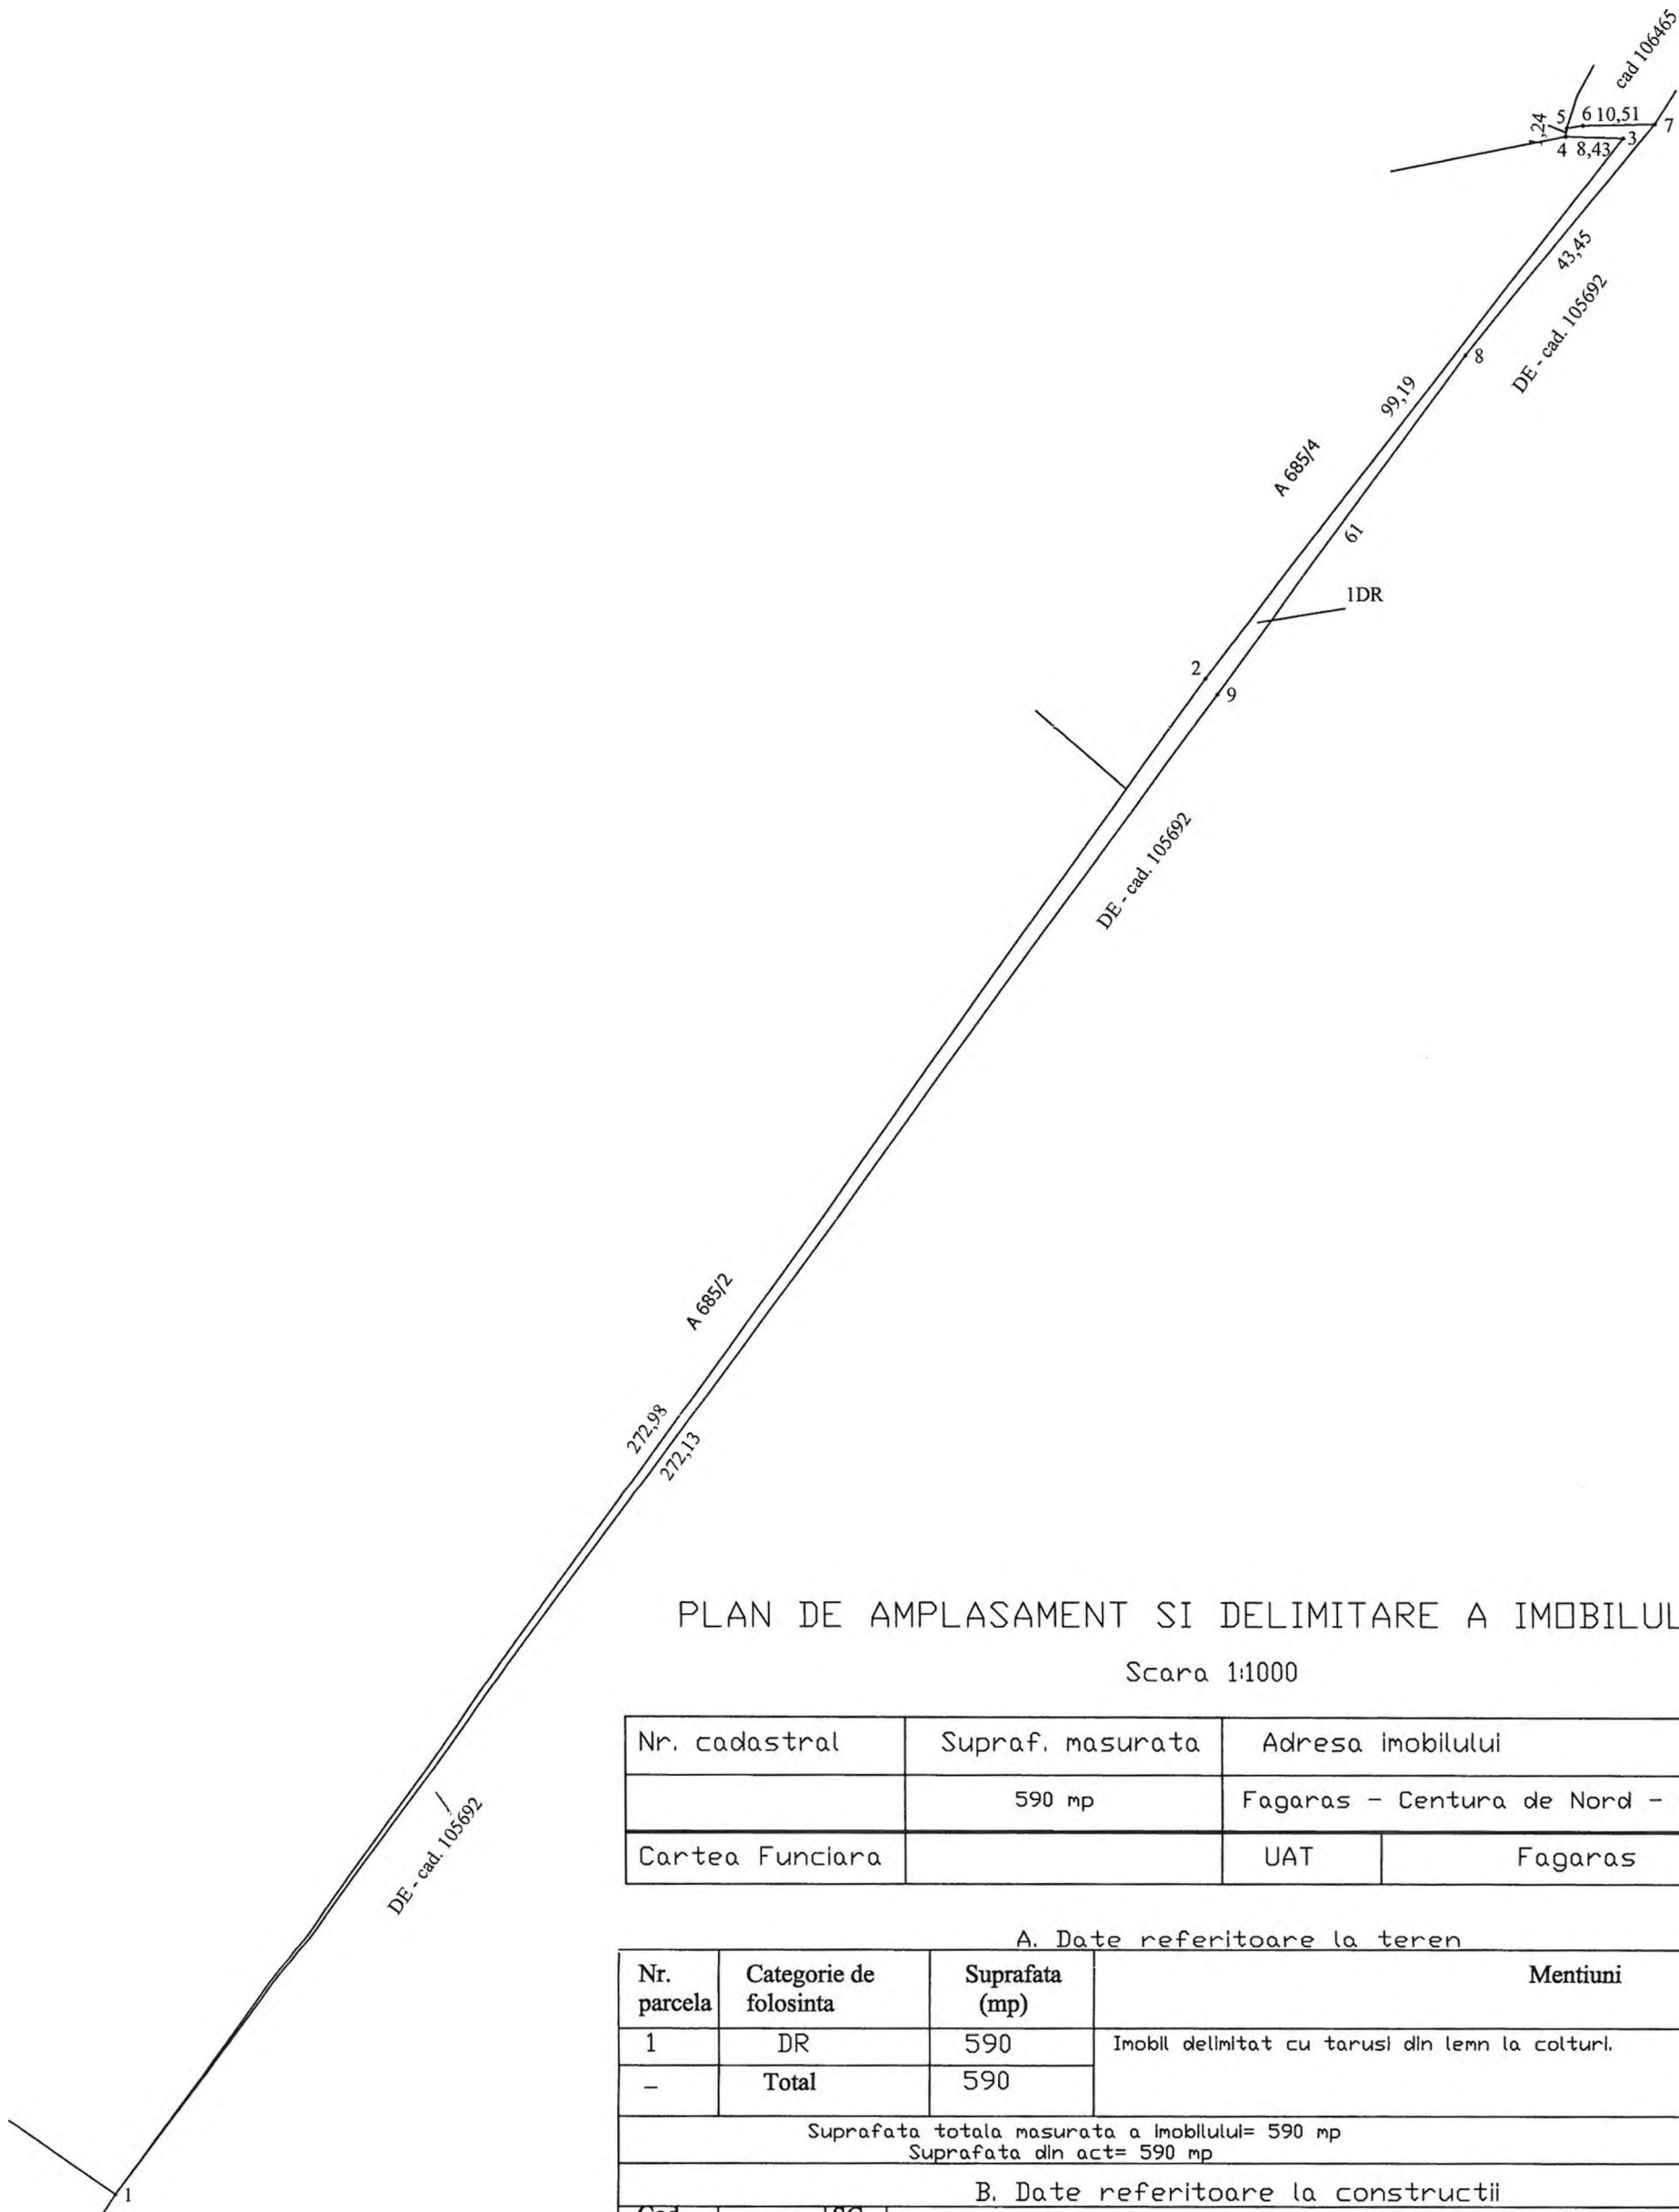 cad 106465
5 6 10,51 7
,24
4 8,43 3
43,45
DE - cad. 105692
8
99,19
A 685/4
61
1DR
2
9
DE - cad. 105692
A 685/2
272,98
272,13
DE - cad. 105692
1
PLAN DE AMPLASAMENT SI DELIMITARE A IMOBILUL
Scara 1:1000
Nr. cadastral Supraf. masurata Adresa imobilului
590 mp Fagaras - Centura de Nord -
Cartea Funciara UAT Fagaras
A. Date referitoare la teren
Nr. parcela Categorie de folosinta Suprafata (mp) Mentiuni
1 DR 590 Imobil delimitat cu tarusi din lemn la colturi.
- Total 590
Suprafata totala masurata a imobilului= 590 mp
Suprafata din act= 590 mp
B. Date referitoare la constructii